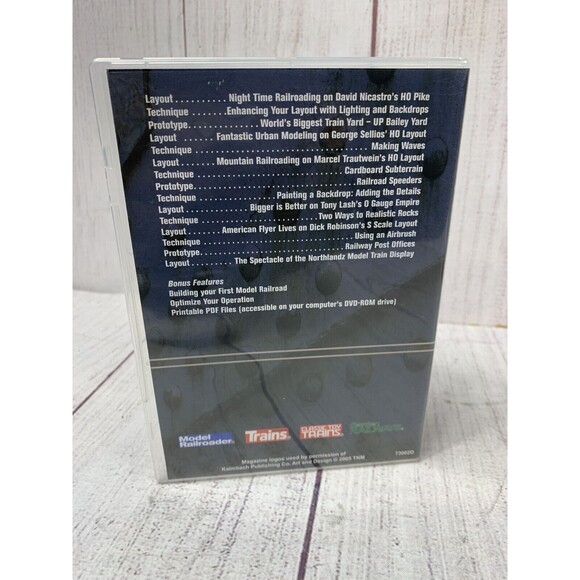 Layout . . . . . . . . . . Night Time Railroading on David Nicastro's HO Pike
Technique . . . . . . . . . Enhancing Your Layout with Lighting and Backdrops
Prototype. . . . . . . . . . . . . . . . World's Biggest Train Yard – UP Bailey Yard
Layout . . . . . . . Fantastic Urban Modeling on George Sellios' HO Layout
Technique . . . . . . . . . . . . . . . . . . . . . . . . . . . . . . . . . . . Making Waves
Layout . . . . . . . Mountain Railroading on Marcel Trautwein's HO Layout
Technique . . . . . . . . . . . . . . . . . . . . . . . . . . . . . Cardboard Subterrain
Prototype. . . . . . . . . . . . . . . . . . . . . . . . . . . . . . . Railroad Speeders
Technique . . . . . . . . . . . . . . . . Painting a Backdrop: Adding the Details
Layout. . . . . . . . . . . . . Bigger is Better on Tony Lash's O Gauge Empire
Technique . . . . . . . . . . . . . . . . . . . . . . . . Two Ways to Realistic Rocks
Layout. . . . . . . American Flyer Lives on Dick Robinson's S Scale Layout
Technique. . . . . . . . . . . . . . . . . . . . . . . . . . . . . . . Using an Airbrush
Prototype. . . . . . . . . . . . . . . . . . . . . . . . . . . . . Railway Post Offices
Layout. . . . . . . . The Spectacle of the Northlandz Model Train Display
Bonus Features
Building your First Model Railroad
Optimize Your Operation
Printable PDF Files (accessible on your computer's DVD-ROM drive)
Model Railroader. Trains. CLASSIC TOY TRAINS
Magazine logos used by permission of
Kalmbach Publishing Co. Art and Design © 2003 TNM